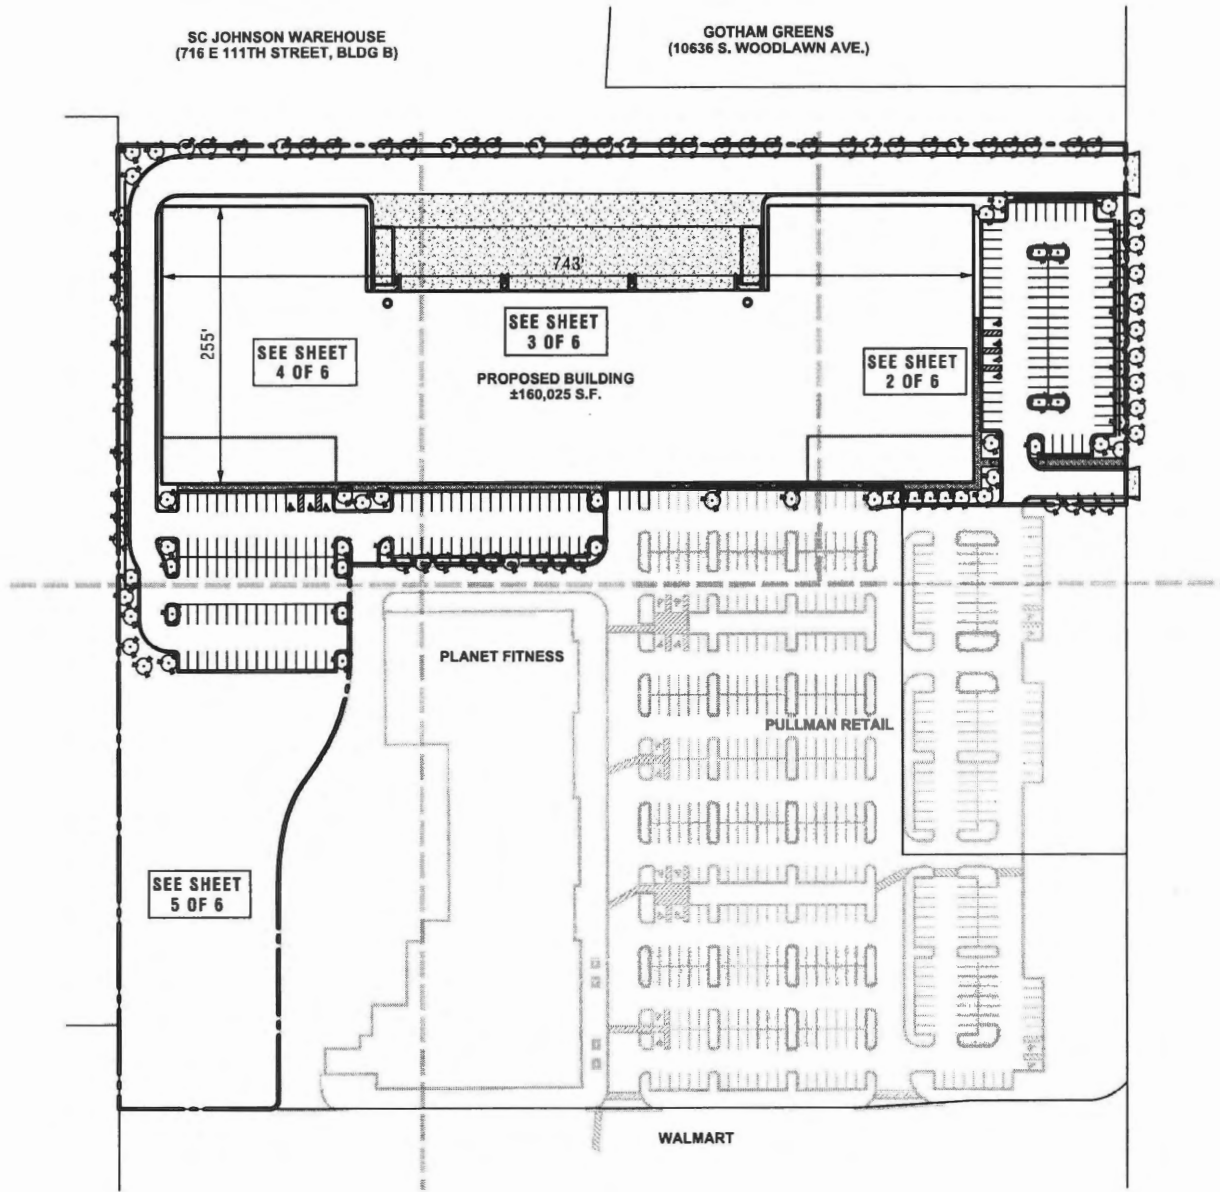 SC JOHNSON WAREHOUSE
(716 E 111TH STREET, BLDG B)
GOTHAM GREENS
(10636 S. WOODLAWN AVE.)
743'
255'
SEE SHEET
3 OF 6
SEE SHEET
4 OF 6
SEE SHEET
2 OF 6
PROPOSED BUILDING
±160,025 S.F.
PLANET FITNESS
PULLMAN RETAIL
SEE SHEET
5 OF 6
WALMART